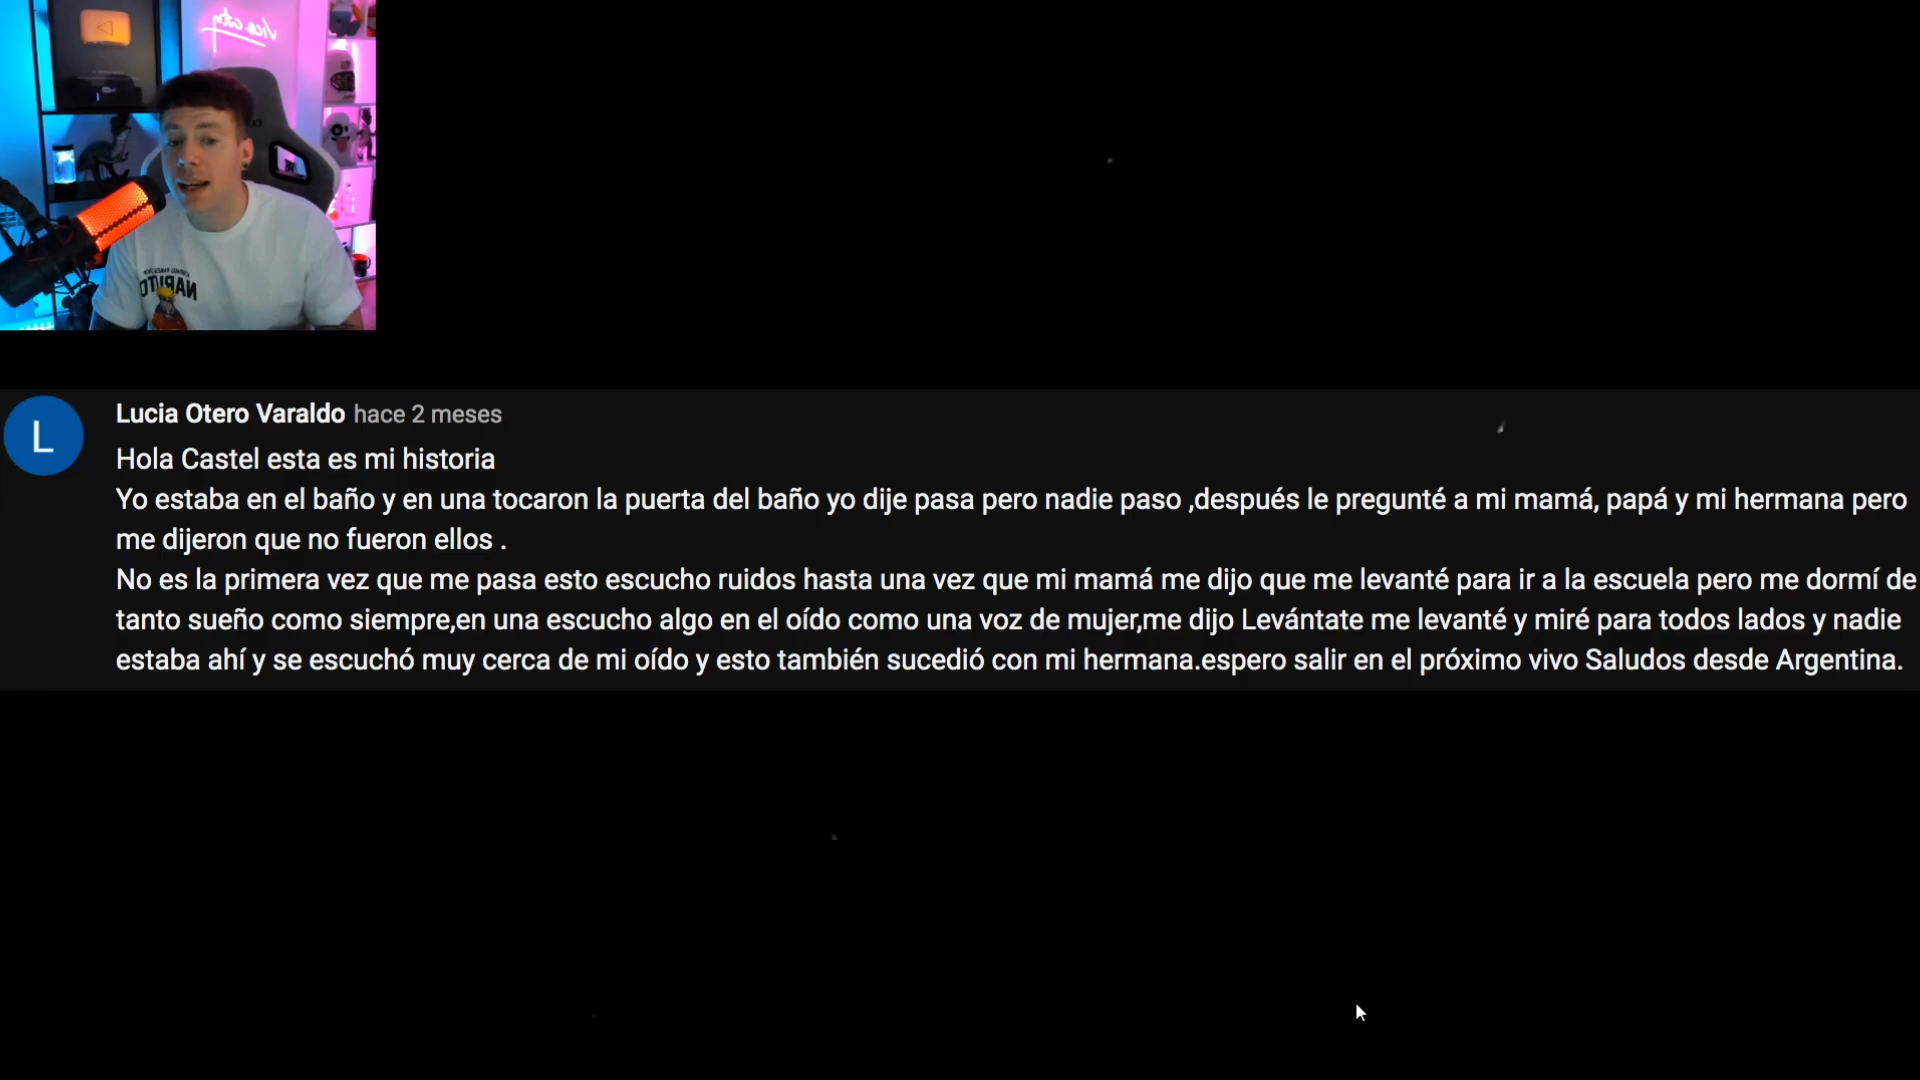 Vice City
NARUTO
L
Lucia Otero Varaldo hace 2 meses
Hola Castel esta es mi historia
Yo estaba en el baño y en una tocaron la puerta del baño yo dije pasa pero nadie paso ,después le pregunté a mi mamá, papá y mi hermana pero
me dijeron que no fueron ellos .
No es la primera vez que me pasa esto escucho ruidos hasta una vez que mi mamá me dijo que me levanté para ir a la escuela pero me dormí de
tanto sueño como siempre,en una escucho algo en el oído como una voz de mujer,me dijo Levántate me levanté y miré para todos lados y nadie
estaba ahí y se escuchó muy cerca de mi oído y esto también sucedió con mi hermana.espero salir en el próximo vivo Saludos desde Argentina.